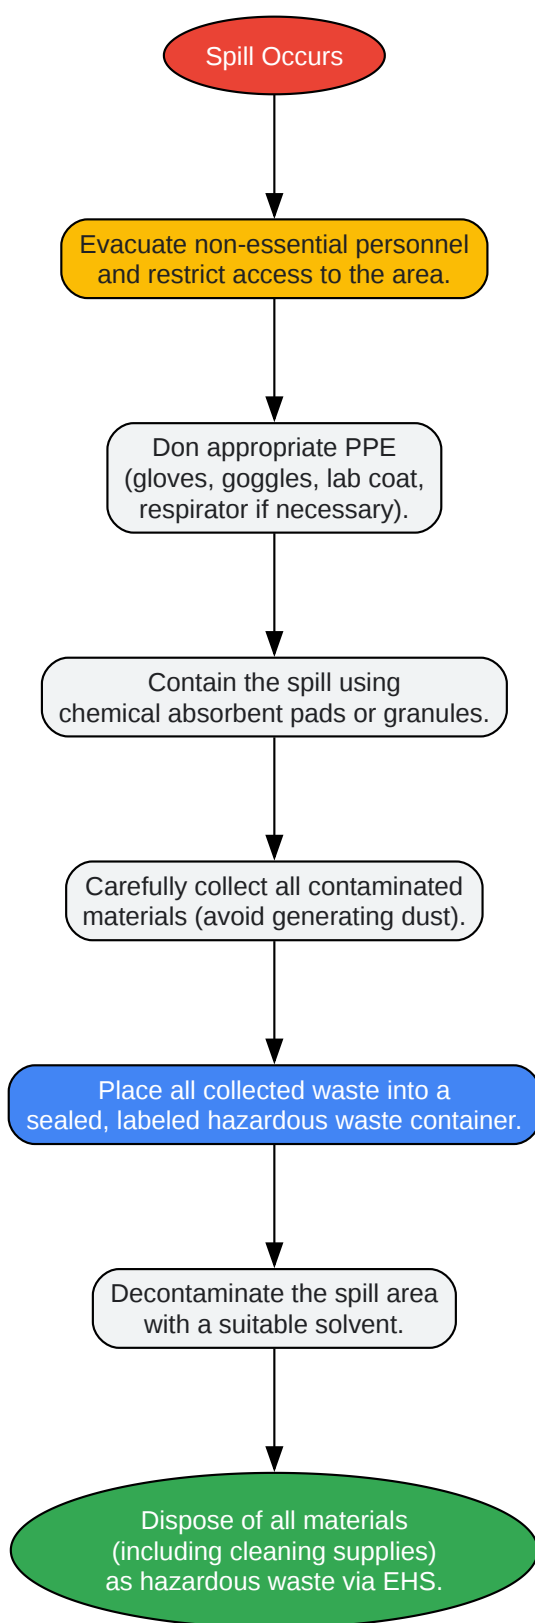 Spill Occurs
Evacuate non-essential personnel
and restrict access to the area.
Don appropriate PPE
(gloves, goggles, lab coat,
respirator if necessary).
Contain the spill using
chemical absorbent pads or granules.
Carefully collect all contaminated
materials (avoid generating dust).
Place all collected waste into a
sealed, labeled hazardous waste container.
Decontaminate the spill area
with a suitable solvent.
Dispose of all materials
(including cleaning supplies)
as hazardous waste via EHS.